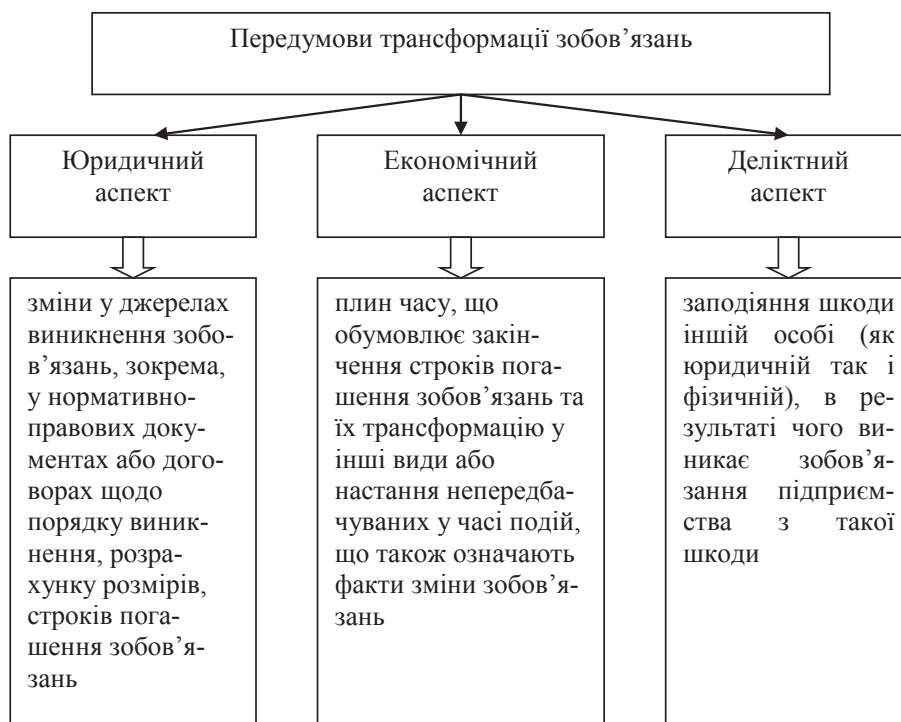 Передумови трансформації зобов’язань
Юридичний
аспект
Економічний
аспект
Деліктний
аспект
зміни у джерелах
виникнення зобо-
в’язань, зокрема,
у нормативно-
правових доку-
ментах або дого-
ворах щодо
порядку виник-
нення, розра-
хунку розмірів,
строків пога-
шення зобов’я-
зань
плин часу, що
обумовлює закін-
чення строків пога-
шення зобов’язань та
їх трансформацію у
інші види або
настання непередба-
чуваних у часі подій,
що також означають
факти зміни зобов’я-
зань
заподіяння шкоди
іншій особі (як
юридичній так і
фізичній), в ре-
зультаті чого ви-
никає зобов’я-
зання підприєм-
ства з такої
шкоди